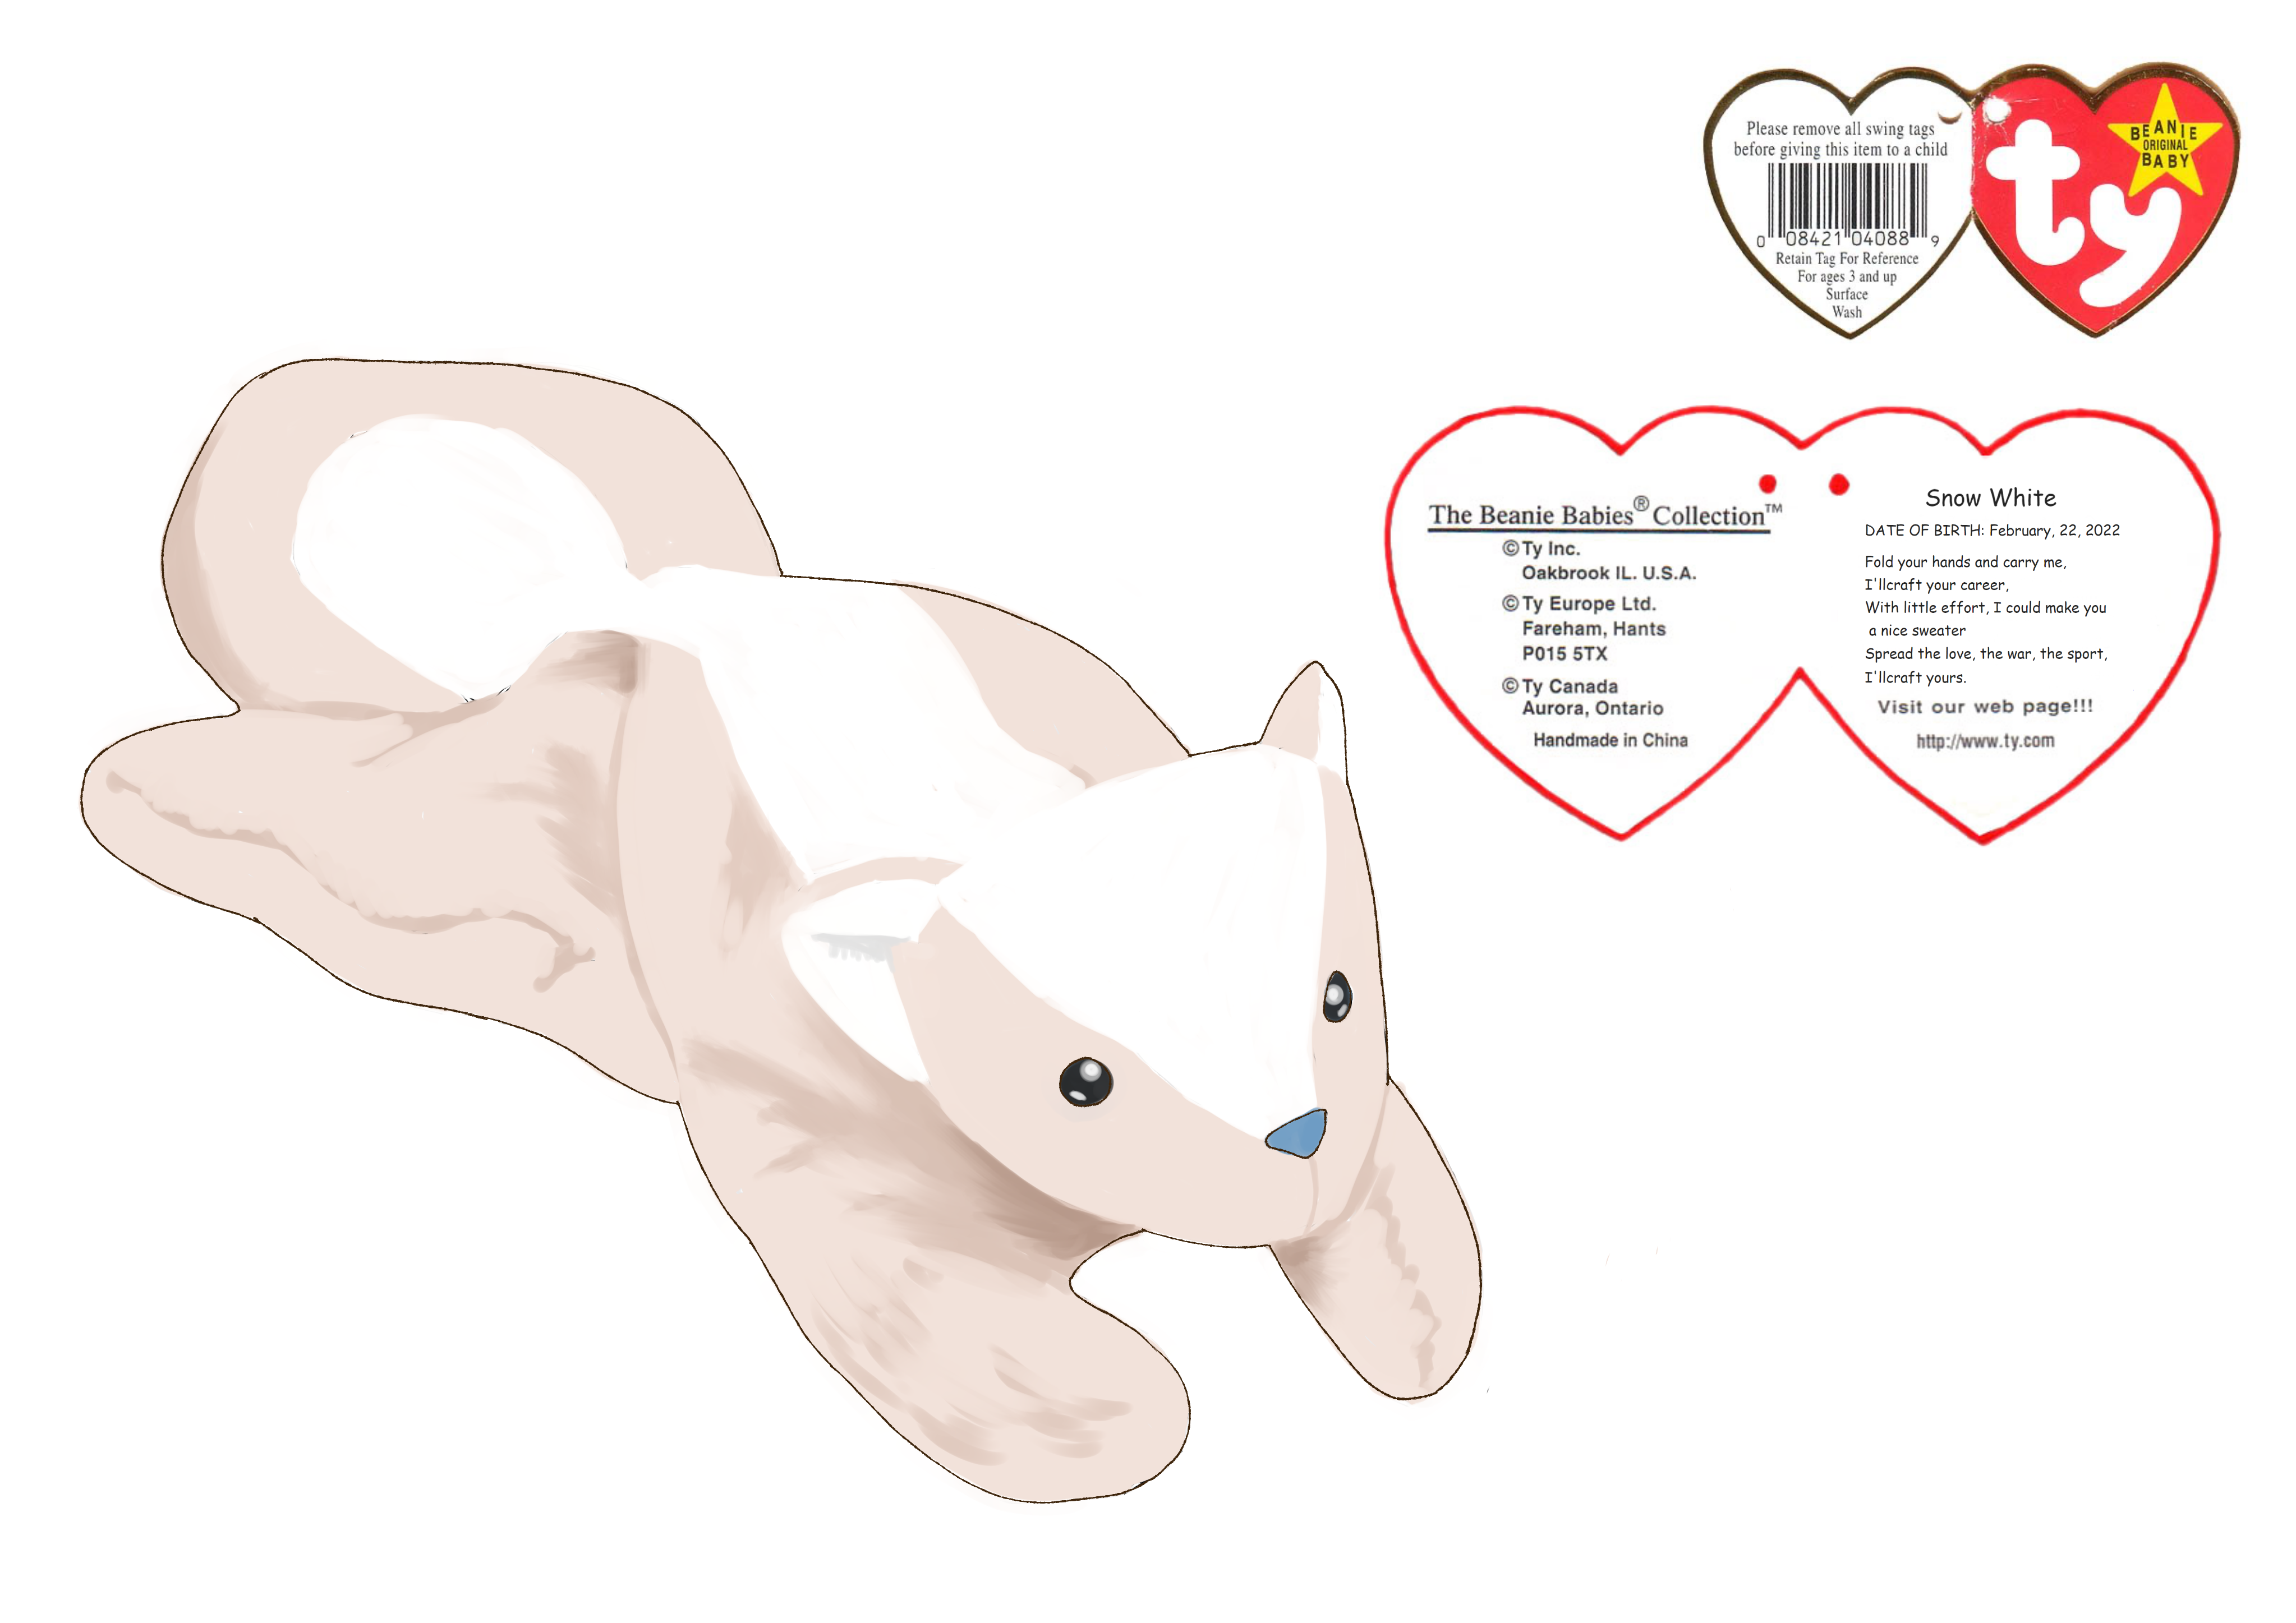 Please remove all swing tags
before giving this item to a child
0 08421 04088 9
Retain Tag For Reference
For ages 3 and up
Surface
Wash
ty
BEANIE
ORIGINAL
BABY
The Beanie Babies® Collection™
© Ty Inc.
Oakbrook IL. U.S.A.
© Ty Europe Ltd.
Fareham, Hants
P015 5TX
© Ty Canada
Aurora, Ontario
Handmade in China
Snow White
DATE OF BIRTH: February, 22, 2022
Fold your hands and carry me,
I'llcraft your career,
With little effort, I could make you
a nice sweater
Spread the love, the war, the sport,
I'llcraft yours.
Visit our web page!!!
http://www.ty.com